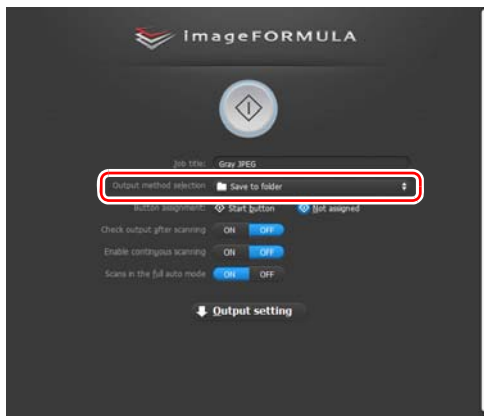 imageFORMULA
Job title: Gray JPEG
Output method selection Save to folder
Button assignment: Start button Not assigned
Check output after scanning ON OFF
Enable continuous scanning ON OFF
Scans in the full auto mode ON OFF
Output setting